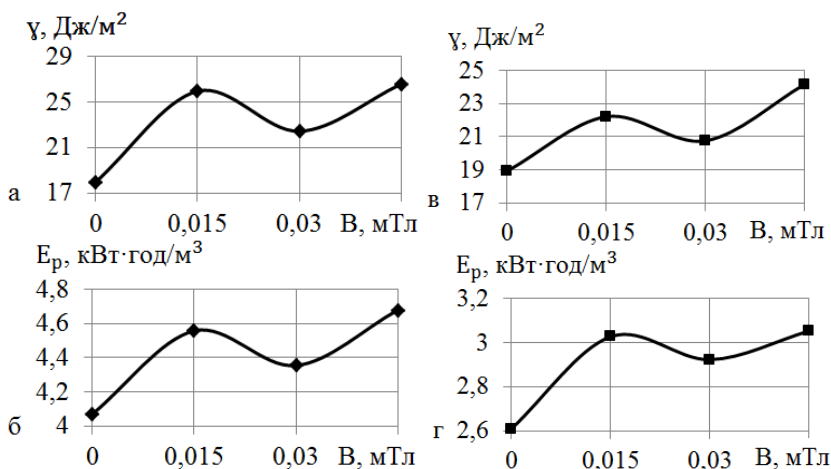 γ, Дж/м²
29
25
21
17
а
0 0,015 0,03 В, мТл
γ, Дж/м²
25
23
21
19
17
в
0 0,015 0,03 В, мТл
Eр, кВт·год/м³
4,8
4,6
4,4
4,2
4
б
0 0,015 0,03 В, мТл
Eр, кВт·год/м³
3,2
3
2,8
2,6
г
0 0,015 0,03 В, мТл